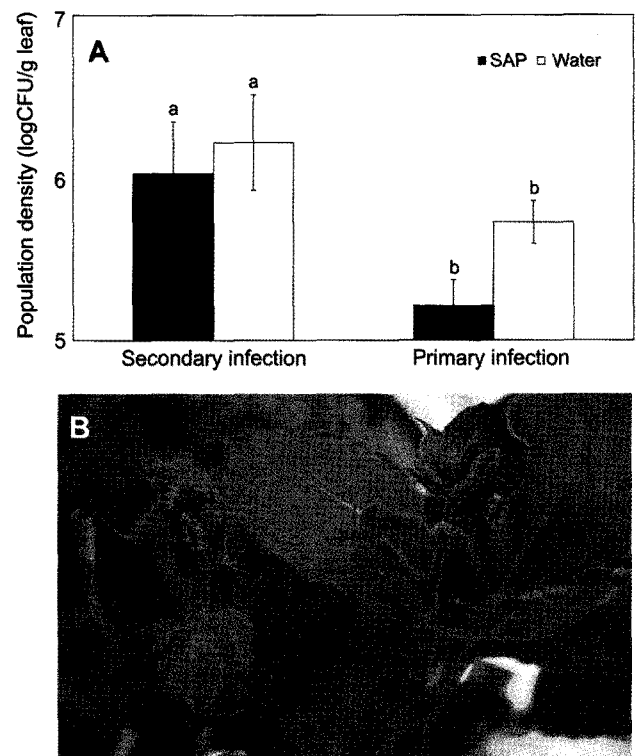 Population density (logCFU/g leaf)
7
6
5
A
■ SAP □ Water
a
a
b
b
Secondary infection
Primary infection
B